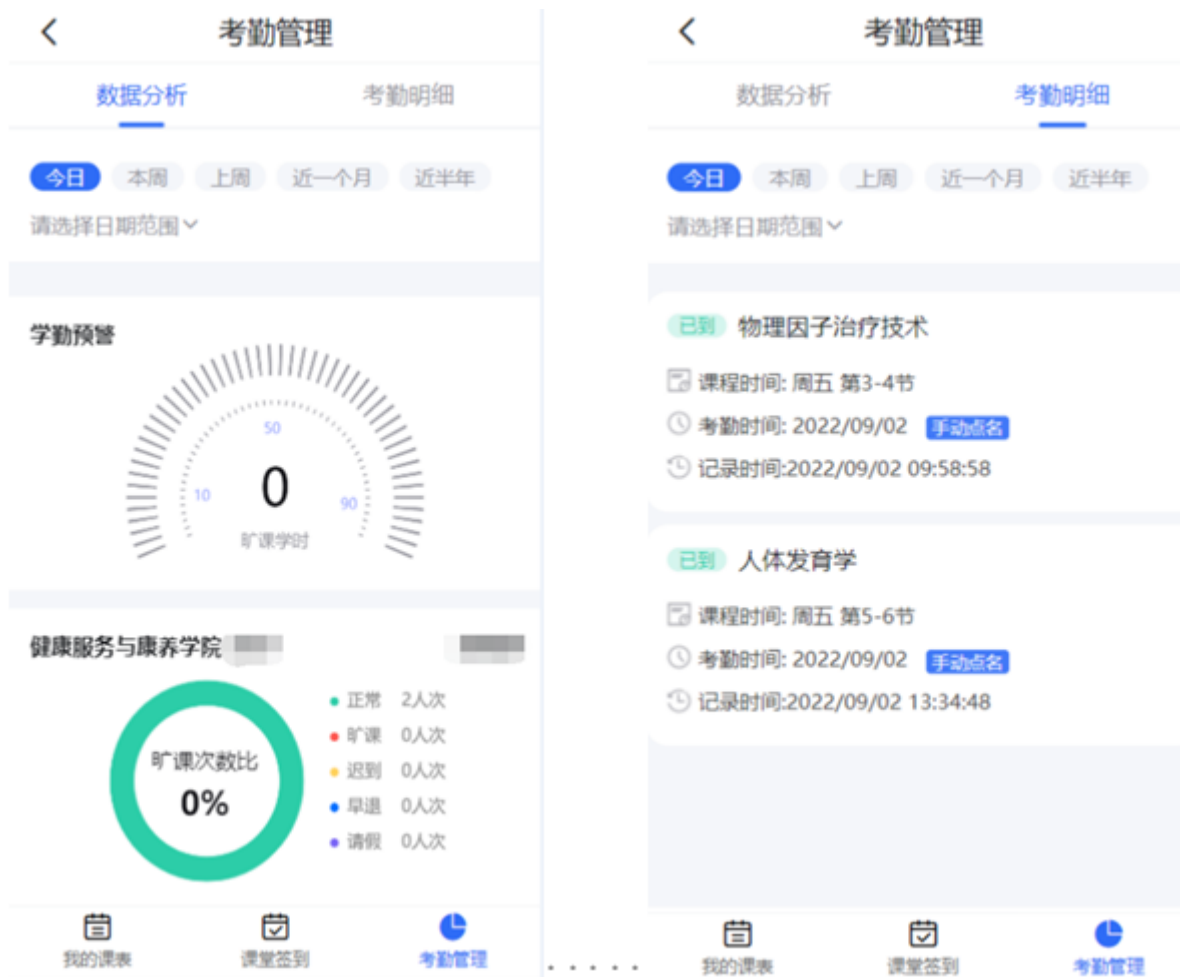 考勤管理
数据分析 考勤明细
今日 本周 上周 近一个月 近半年
请选择日期范围
学勤预警
50
10 0 90
旷课学时
健康服务与康养学院
旷课次数比
0%
正常 2人次
旷课 0人次
迟到 0人次
早退 0人次
请假 0人次
我的课表 课堂签到 考勤管理
考勤管理
数据分析 考勤明细
今日 本周 上周 近一个月 近半年
请选择日期范围
已到 物理因子治疗技术
课程时间: 周五 第3-4节
考勤时间: 2022/09/02 手动点名
记录时间:2022/09/02 09:58:58
已到 人体发育学
课程时间: 周五 第5-6节
考勤时间: 2022/09/02 手动点名
记录时间:2022/09/02 13:34:48
我的课表 课堂签到 考勤管理